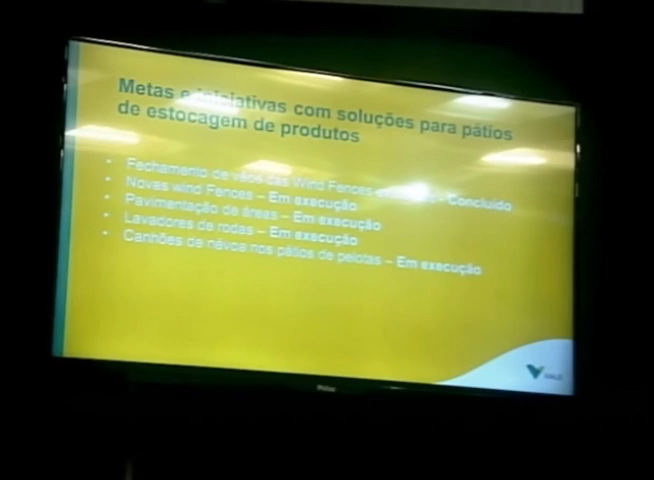 Metas e iniciativas com soluções para pátios
de estocagem de produtos
• Fechamento de vãos das Wind Fences - Concluído
• Novas wind Fences – Em execução
• Pavimentação de áreas – Em execução
• Lavadores de rodas – Em execução
• Canhões de névoa nos pátios de pelotas – Em execução
VALE